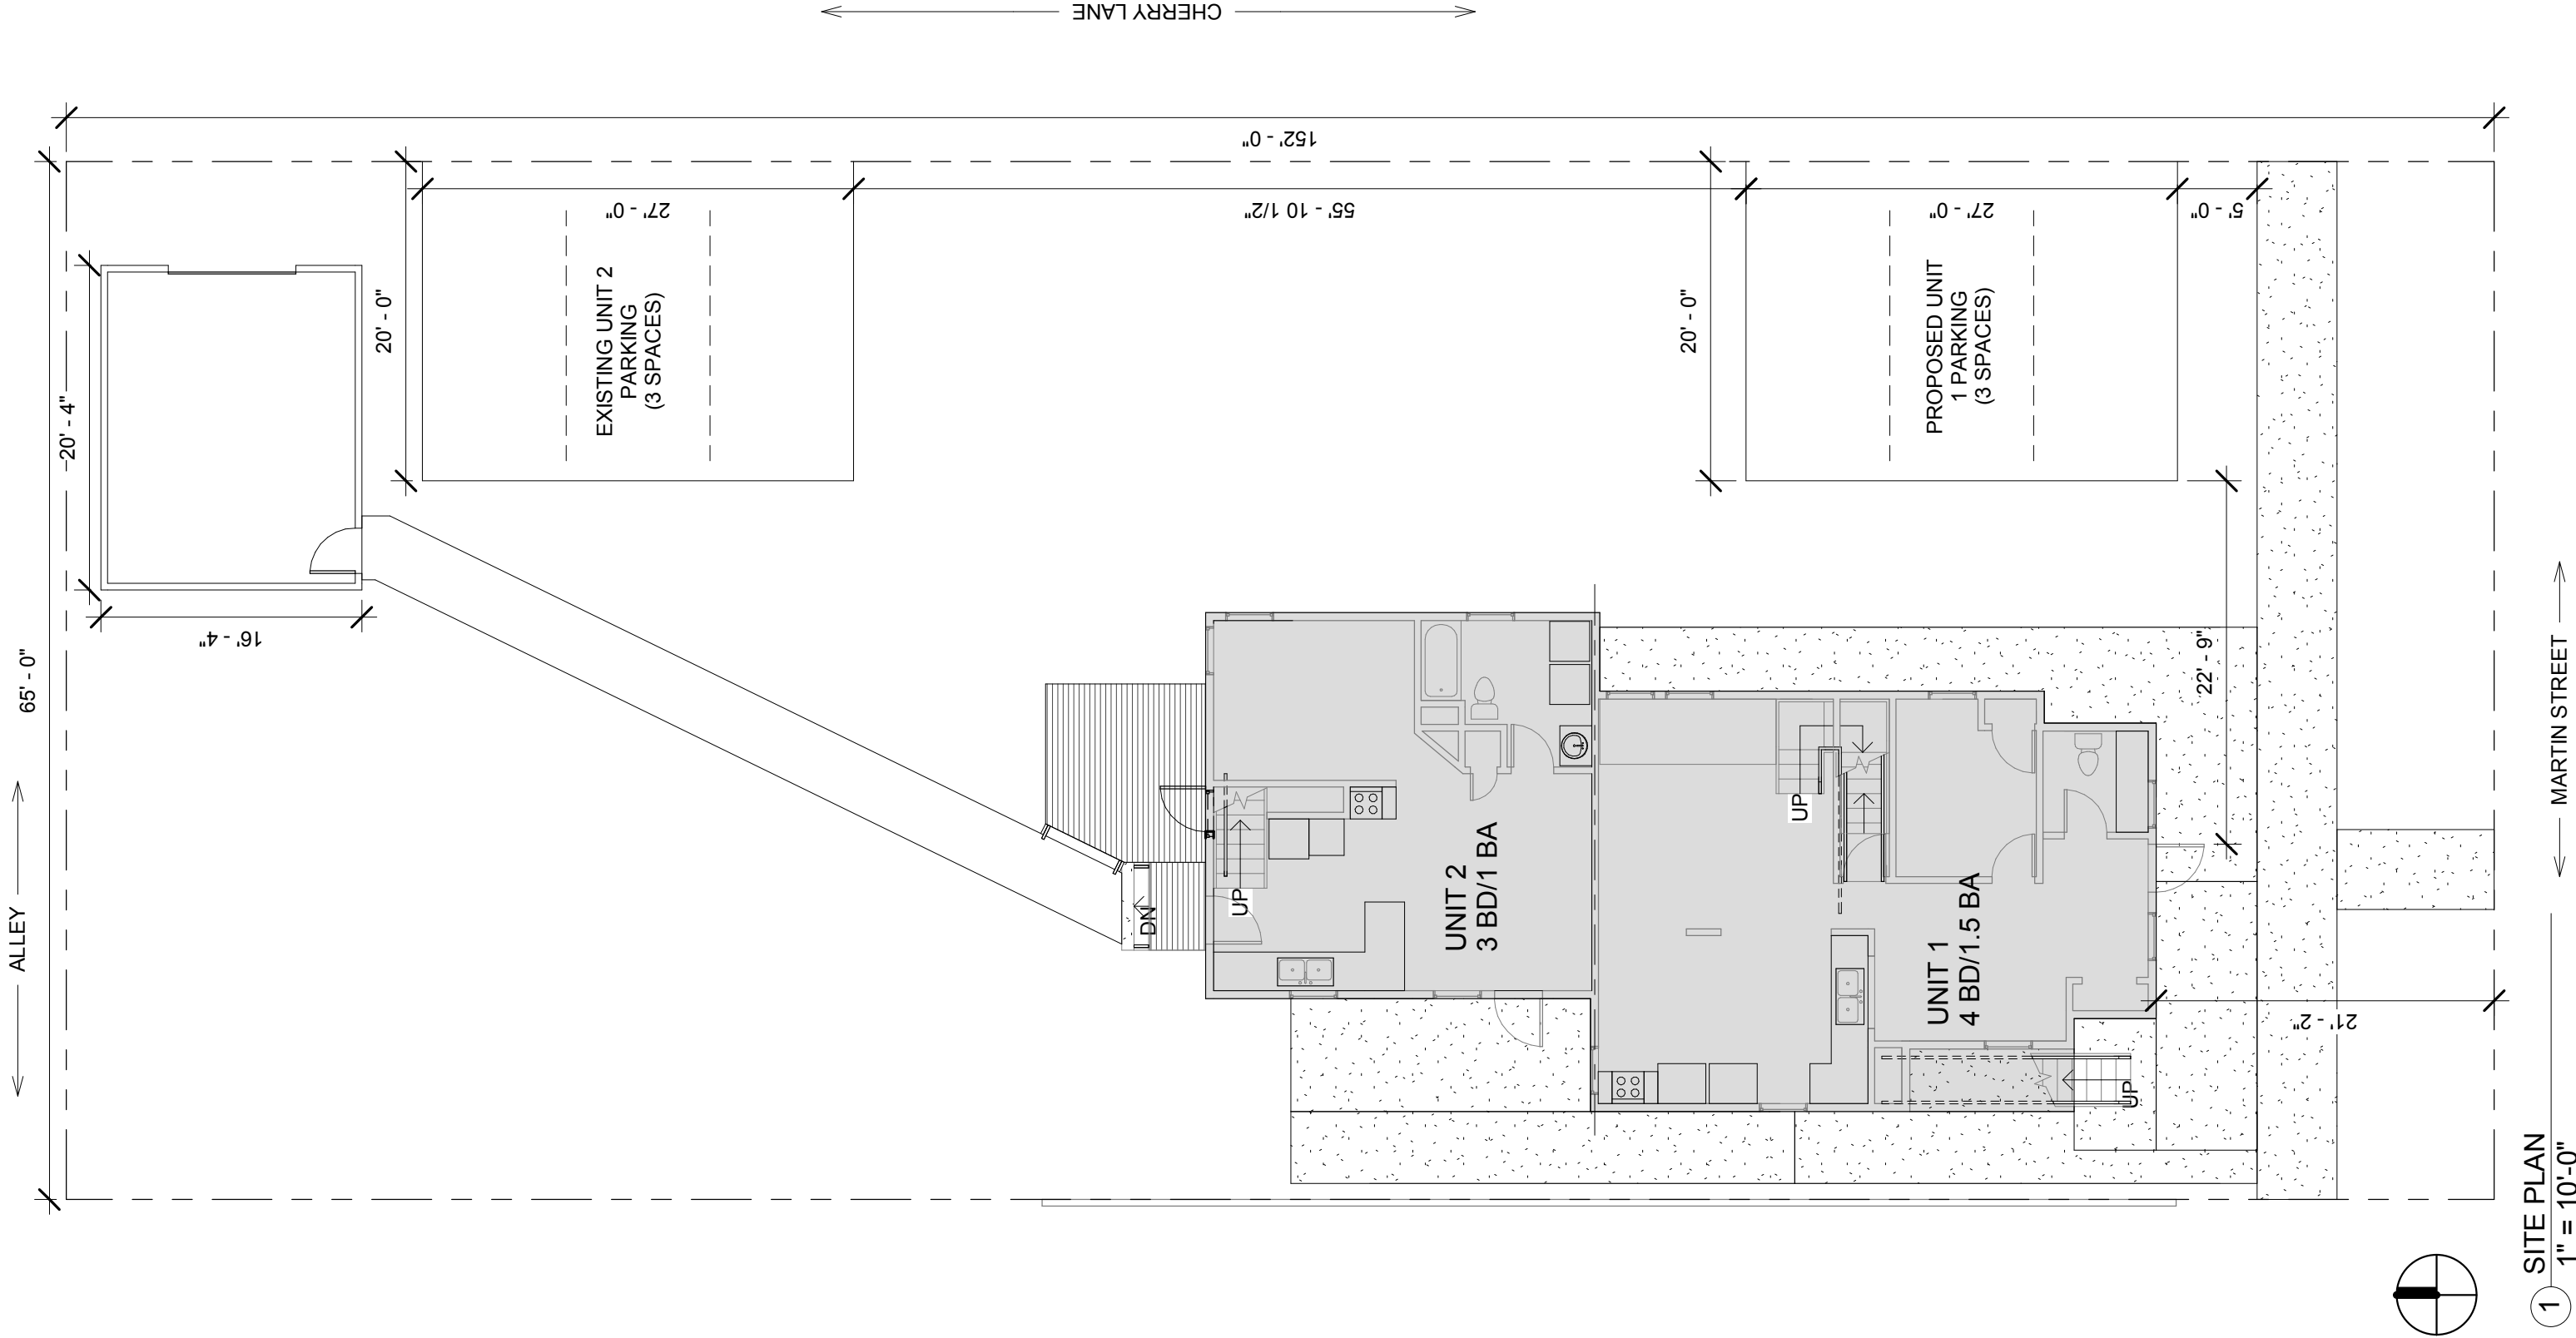 CHERRY LANE
152' - 0"
65' - 0"
ALLEY
20' - 4"
16' - 4"
20' - 0"
27' - 0"
EXISTING UNIT 2
PARKING
(3 SPACES)
55' - 10 1/2"
20' - 0"
27' - 0"
PROPOSED UNIT
1 PARKING
(3 SPACES)
5' - 0"
22' - 9"
DN
UP
UNIT 2
3 BD/1 BA
UP
UNIT 1
4 BD/1.5 BA
UP
21' - 2"
MARTIN STREET
1
SITE PLAN
1" = 10'-0"